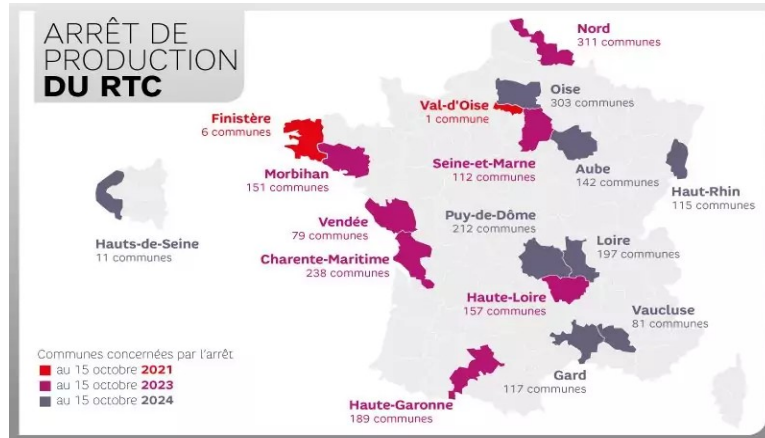 ARRÊT DE
PRODUCTION
DU RTC
Nord
311 communes
Oise
303 communes
Val-d'Oise
1 commune
Finistère
6 communes
Seine-et-Marne
112 communes
Aube
142 communes
Haut-Rhin
115 communes
Morbihan
151 communes
Hauts-de-Seine
11 communes
Vendée
79 communes
Puy-de-Dôme
212 communes
Loire
197 communes
Charente-Maritime
238 communes
Haute-Loire
157 communes
Vaucluse
81 communes
Gard
117 communes
Haute-Garonne
189 communes
Communes concernées par l'arrêt
au 15 octobre 2021
au 15 octobre 2023
au 15 octobre 2024